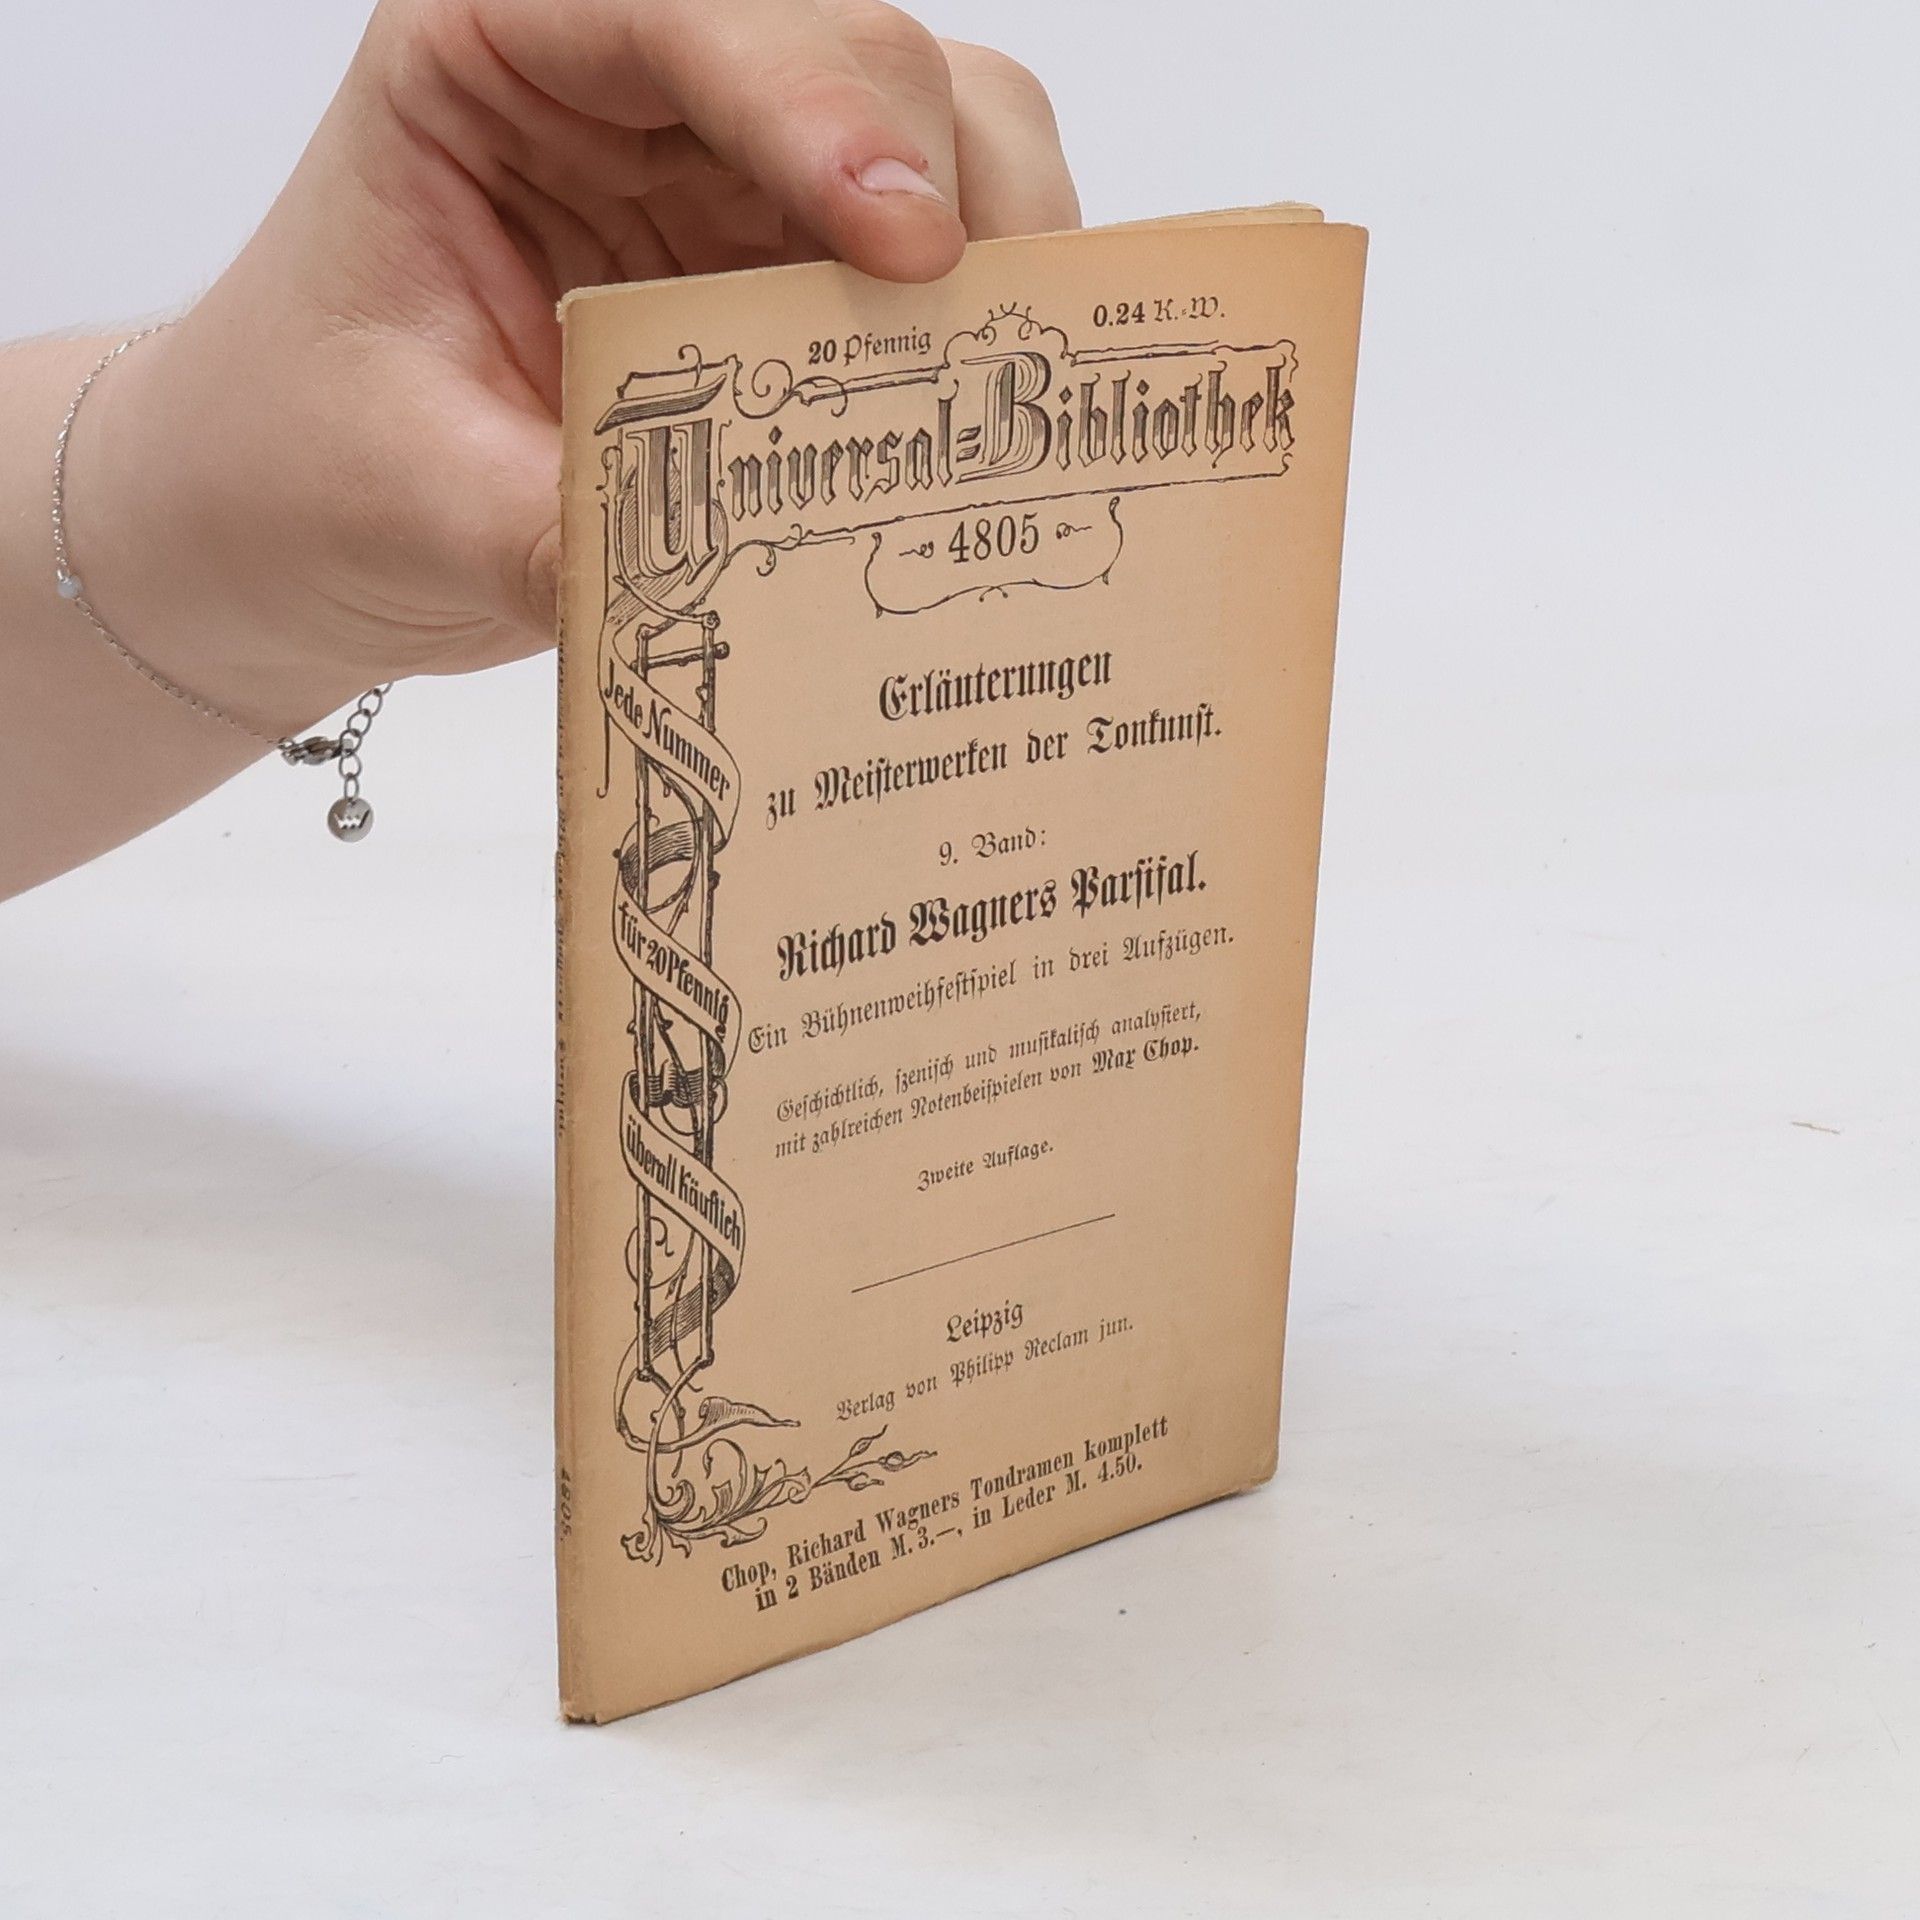 20 Pfennig
0.24 K.=W.
Universal=Bibliothek
4805
Jede Nummer
für 20 Pfennig
überall käuflich
Erläuterungen
zu Meisterwerken der Tonkunst.
9. Band:
Richard Wagners Parsifal.
Ein Bühnenweihfestspiel in drei Aufzügen.
Geschichtlich, szenisch und musikalisch analysiert,
mit zahlreichen Notenbeispielen von Max Chop.
Zweite Auflage.
Leipzig
Verlag von Philipp Reclam jun.
Chop, Richard Wagners Tondramen komplett
in 2 Bänden M. 3.—, in Leder M. 4.50.
4805.